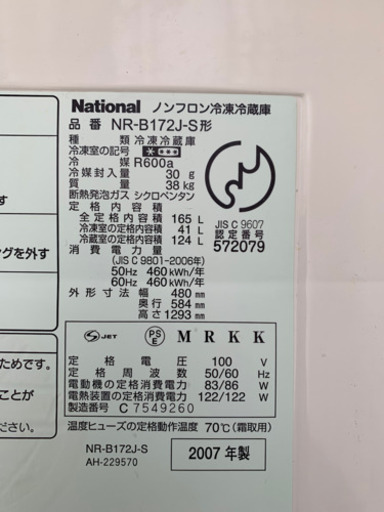 National ノンフロン冷凍冷蔵庫
品番 NR-B172J-S形
種類 冷凍冷蔵庫
冷凍室の記号
冷媒 R600a
冷媒封入量 30 g
質量 38 kg
断熱発泡ガス シクロペンタン
定格内容積
全定格内容積 165 L
冷凍室の定格内容積 41 L
冷蔵室の定格内容積 124 L
消費電力量
(JIS C 9801-2006年)
50Hz 460 kWh/年
60Hz 460 kWh/年
外形寸法 幅 480 mm
奥行 584 mm
高さ 1293 mm
JIS C 9607
認定番号
572079
S JET PS E MRKK
定格電圧 100 V
定格周波数 50/60 Hz
電動機の定格消費電力 83/86 W
電熱装置の定格消費電力 122/122 W
製造番号 C 7549260
温度ヒューズの定格動作温度 70℃(霜取用)
NR-B172J-S
AH-229570
2007年製
ングを外す
ためです。
ことが
ださい。